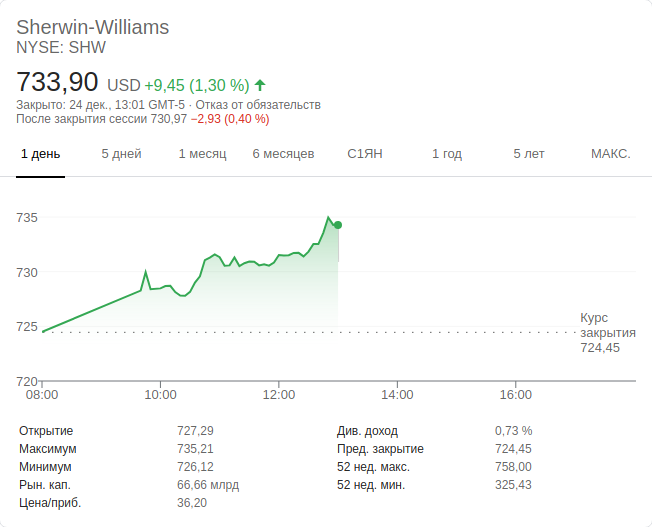 Sherwin-Williams
NYSE: SHW
733,90 USD +9,45 (1,30 %)
Закрыто: 24 дек., 13:01 GMT-5 · Отказ от обязательств
После закрытия сессии 730,97 −2,93 (0,40 %)
1 день 5 дней 1 месяц 6 месяцев С1ЯН 1 год 5 лет МАКС.
735
730
725
720
Курс
закрытия
724,45
08:00 10:00 12:00 14:00 16:00
Открытие 727,29 Див. доход 0,73 %
Максимум 735,21 Пред. закрытие 724,45
Минимум 726,12 52 нед. макс. 758,00
Рын. кап. 66,66 млрд 52 нед. мин. 325,43
Цена/приб. 36,20